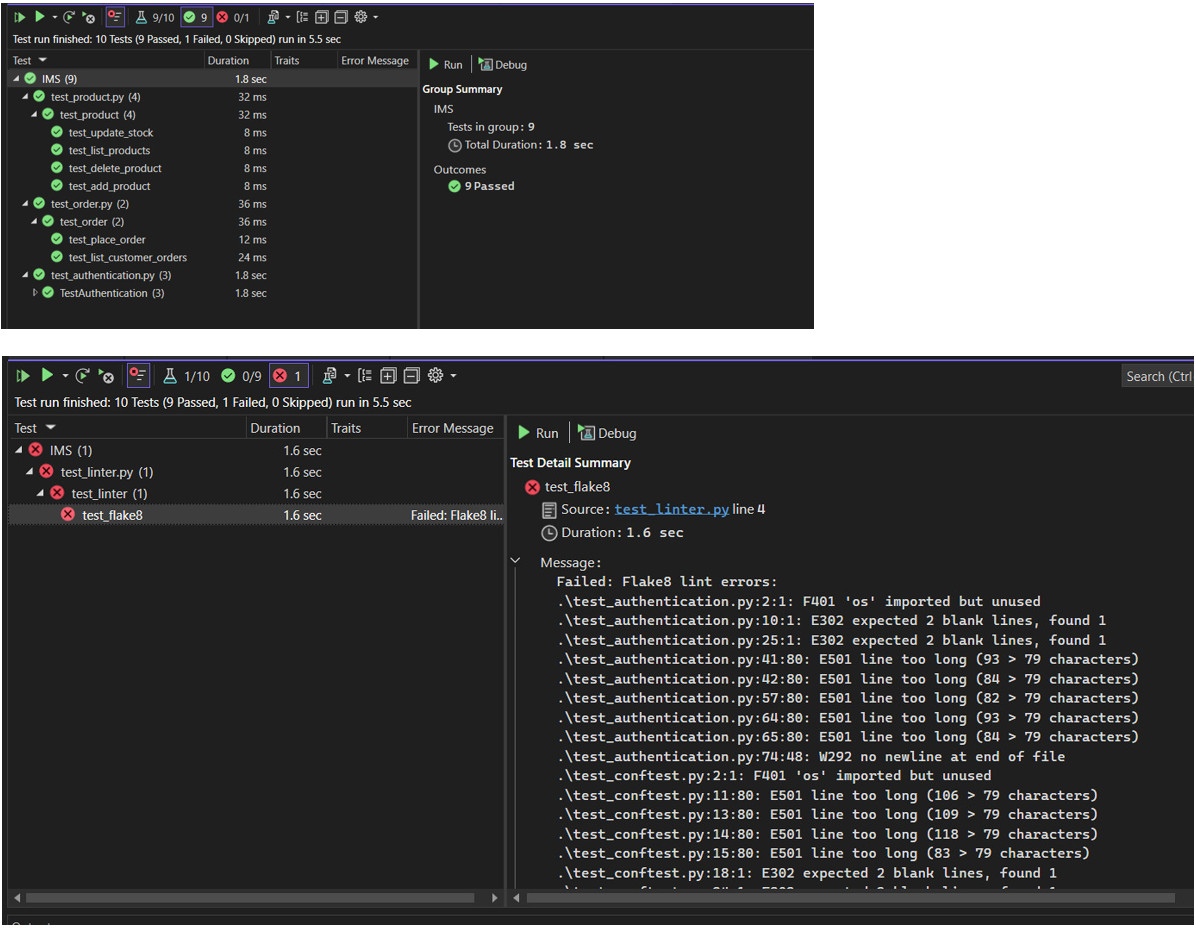 9/10 9 0/1
Test run finished: 10 Tests (9 Passed, 1 Failed, 0 Skipped) run in 5.5 sec
Test Duration Traits Error Message
IMS (9) 1.8 sec
test_product.py (4) 32 ms
test_product (4) 32 ms
test_update_stock 8 ms
test_list_products 8 ms
test_delete_product 8 ms
test_add_product 8 ms
test_order.py (2) 36 ms
test_order (2) 36 ms
test_place_order 12 ms
test_list_customer_orders 24 ms
test_authentication.py (3) 1.8 sec
TestAuthentication (3) 1.8 sec
Run Debug
Group Summary
IMS
Tests in group: 9
Total Duration: 1.8 sec
Outcomes
9 Passed
1/10 0/9 1
Search (Ctrl
Test run finished: 10 Tests (9 Passed, 1 Failed, 0 Skipped) run in 5.5 sec
Test Duration Traits Error Message
IMS (1) 1.6 sec
test_linter.py (1) 1.6 sec
test_linter (1) 1.6 sec
test_flake8 1.6 sec Failed: Flake8 li..
Run Debug
Test Detail Summary
test_flake8
Source: test_linter.py line 4
Duration: 1.6 sec
Message:
Failed: Flake8 lint errors:
.\test_authentication.py:2:1: F401 'os' imported but unused
.\test_authentication.py:10:1: E302 expected 2 blank lines, found 1
.\test_authentication.py:25:1: E302 expected 2 blank lines, found 1
.\test_authentication.py:41:80: E501 line too long (93 > 79 characters)
.\test_authentication.py:42:80: E501 line too long (84 > 79 characters)
.\test_authentication.py:57:80: E501 line too long (82 > 79 characters)
.\test_authentication.py:64:80: E501 line too long (93 > 79 characters)
.\test_authentication.py:65:80: E501 line too long (84 > 79 characters)
.\test_authentication.py:74:48: W292 no newline at end of file
.\test_conftest.py:2:1: F401 'os' imported but unused
.\test_conftest.py:11:80: E501 line too long (106 > 79 characters)
.\test_conftest.py:13:80: E501 line too long (109 > 79 characters)
.\test_conftest.py:14:80: E501 line too long (118 > 79 characters)
.\test_conftest.py:15:80: E501 line too long (83 > 79 characters)
.\test_conftest.py:18:1: E302 expected 2 blank lines, found 1